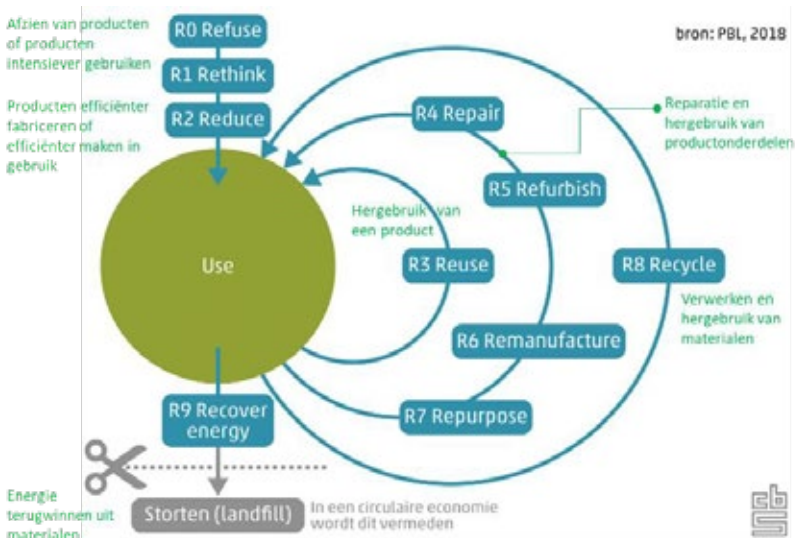 Afzien van producten
of producten
intensiever gebruiken
R0 Refuse
R1 Rethink
bron: PBL, 2018
Producten efficiënter
fabriceren of
efficiënter maken in
gebruik
R2 Reduce
R4 Repair
Reparatie en
hergebruik van
productonderdelen
R5 Refurbish
Hergebruik van
een product
Use
R3 Reuse
R8 Recycle
Verwerken en
hergebruik van
materialen
R6 Remanufacture
R7 Repurpose
R9 Recover
energy
Energie
terugwinnen uit
materialen
Storten (landfill)
In een circulaire economie
wordt dit vermeden
cbs